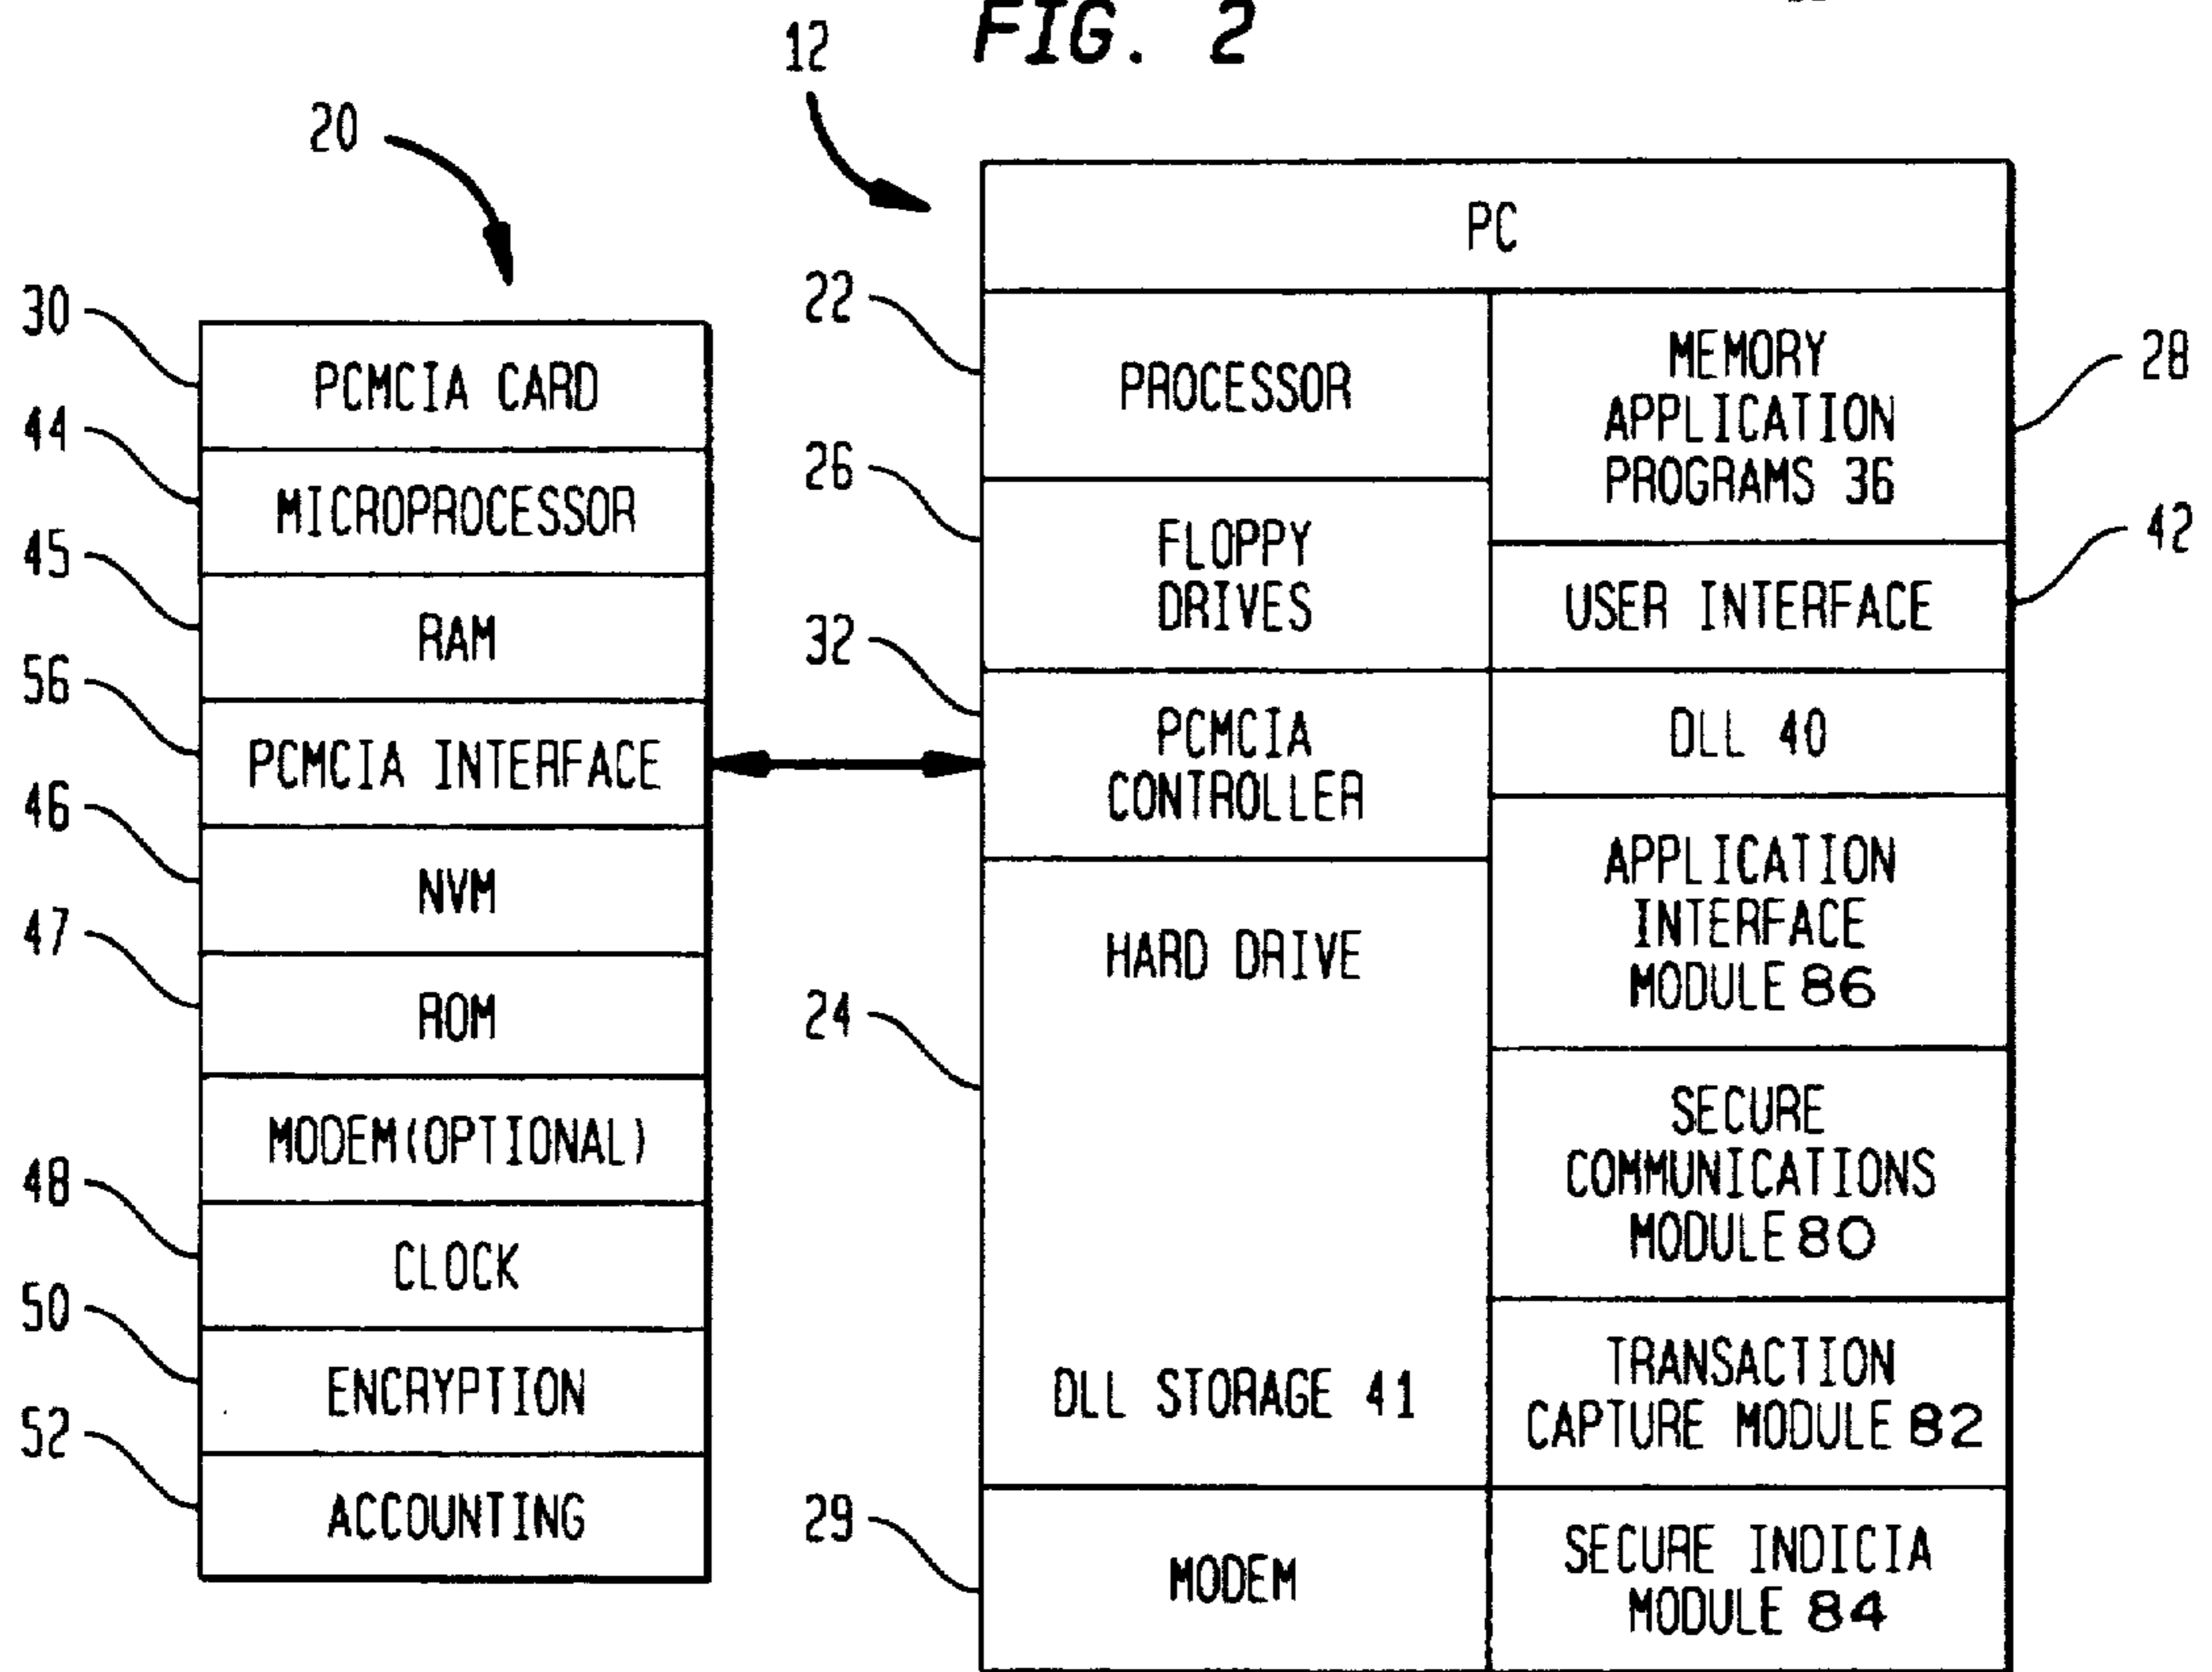 FIG. 2
12
20
30
PCMCIA CARD
44
MICROPROCESSOR
45
RAM
56
PCMCIA INTERFACE
46
NVM
47
ROM
MODEM(OPTIONAL)
48
CLOCK
50
ENCRYPTION
52
ACCOUNTING
PC
22
PROCESSOR
26
FLOPPY
DRIVES
32
PCMCIA
CONTROLLER
24
HARD DRIVE
DLL STORAGE 41
29
MODEM
MEMORY
APPLICATION
PROGRAMS 36
28
USER INTERFACE
42
DLL 40
APPLICATION
INTERFACE
MODULE 86
SECURE
COMMUNICATIONS
MODULE 80
TRANSACTION
CAPTURE MODULE 82
SECURE INDICIA
MODULE 84